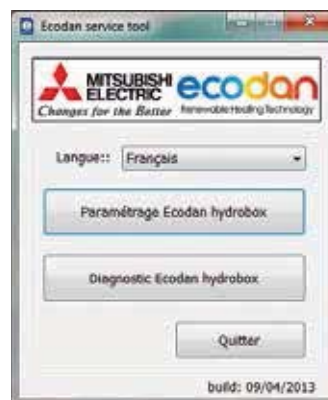 Ecodan service tool
MITSUBISHI
ELECTRIC
Changes for the Better
ecodan
Renewable Heating Technology
Langue::
Français
Paramétrage Ecodan hydrobox
Diagnostic Ecodan hydrobox
Quitter
build: 09/04/2013